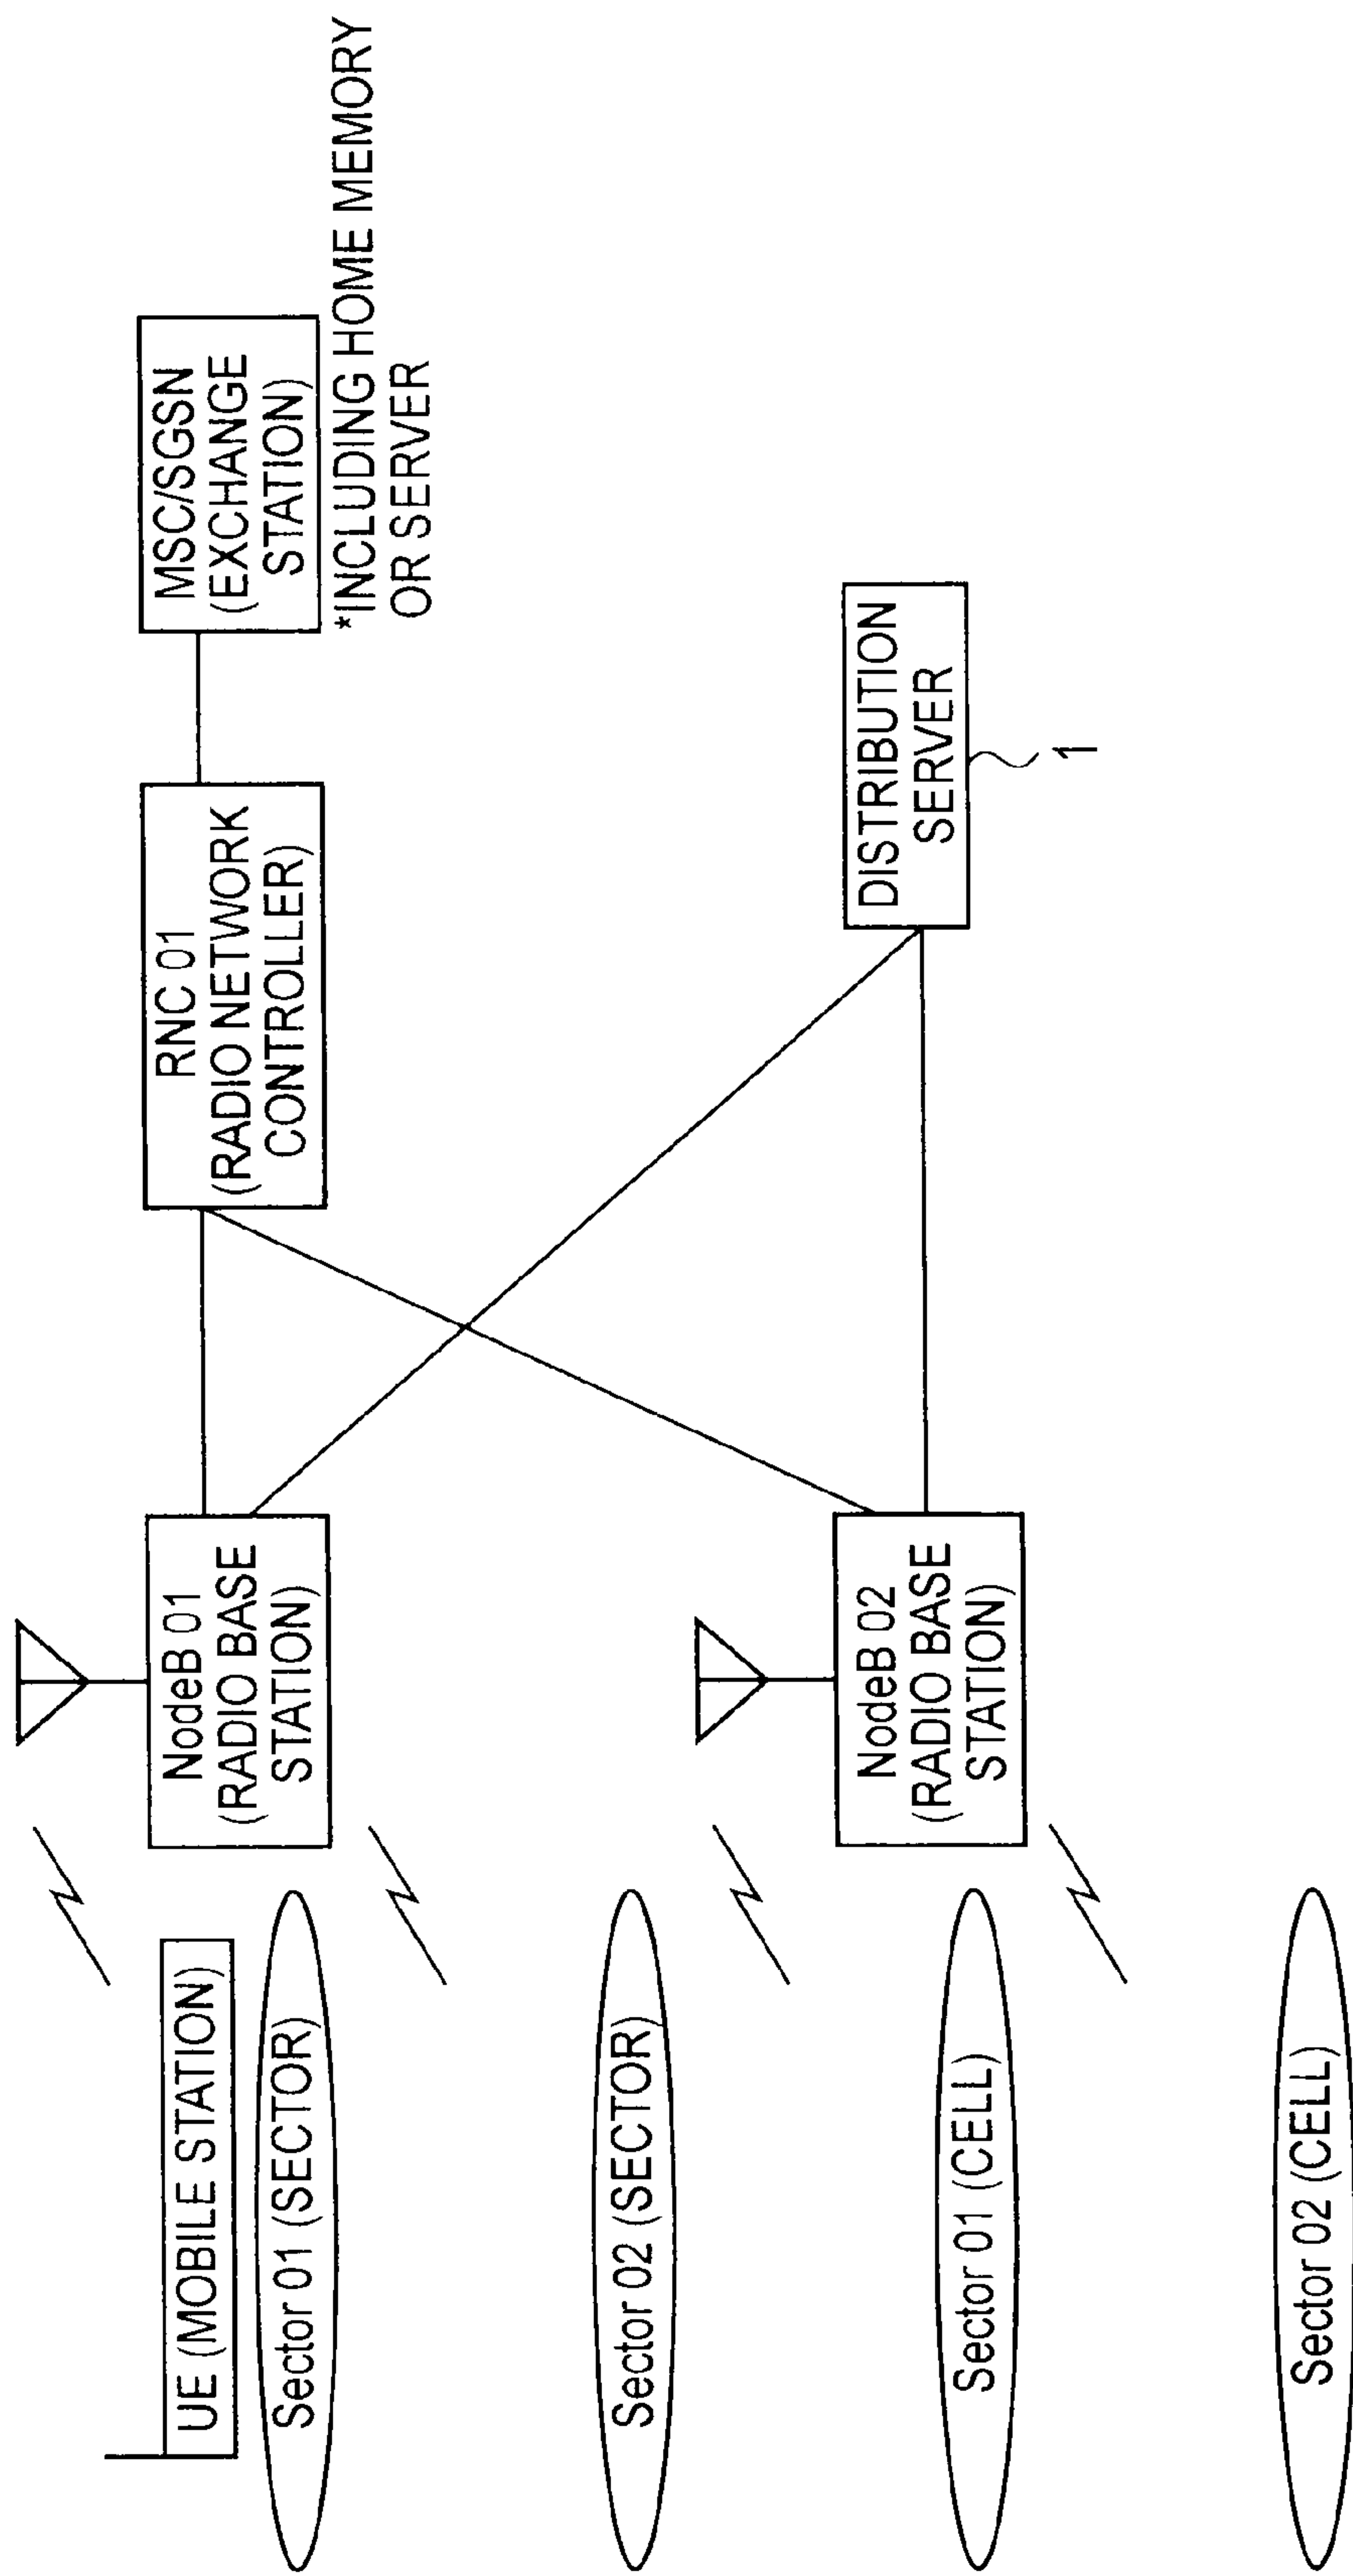 UE (MOBILE STATION)
Sector 01 (SECTOR)
Sector 02 (SECTOR)
Sector 01 (CELL)
Sector 02 (CELL)
NodeB 01
(RADIO BASE
STATION)
NodeB 02
(RADIO BASE
STATION)
RNC 01
(RADIO NETWORK
CONTROLLER)
DISTRIBUTION
SERVER
1
MSC/SGSN
(EXCHANGE
STATION)
*INCLUDING HOME MEMORY
OR SERVER